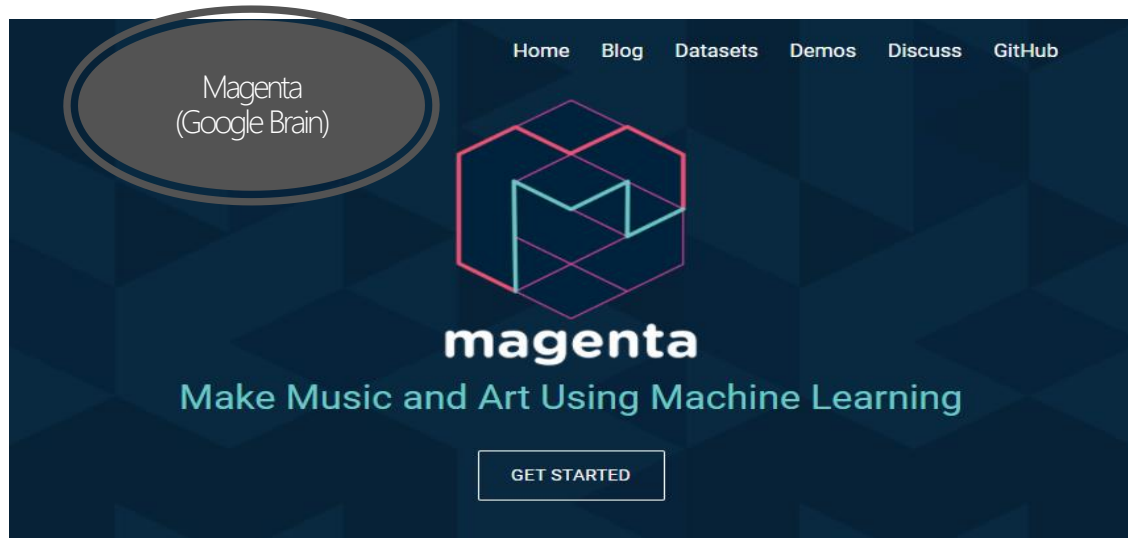 Magenta
(Google Brain)
Home Blog Datasets Demos Discuss GitHub
magenta
Make Music and Art Using Machine Learning
GET STARTED